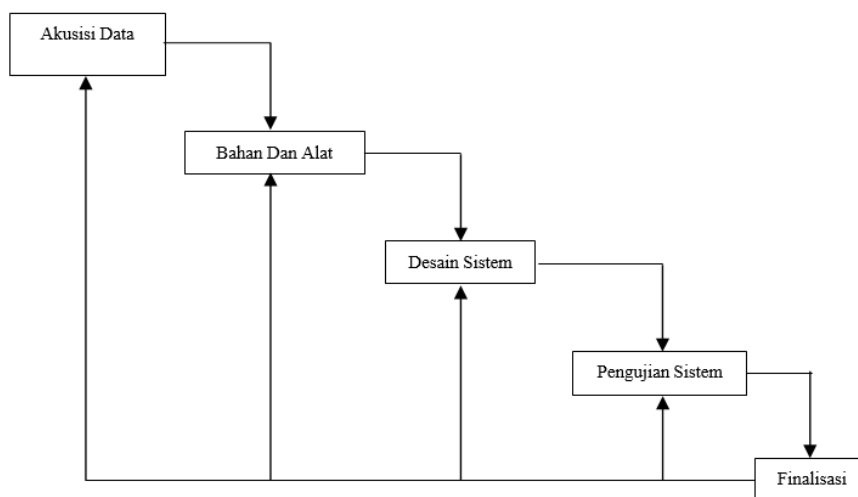 Akusisi Data
Bahan Dan Alat
Desain Sistem
Pengujian Sistem
Finalisasi